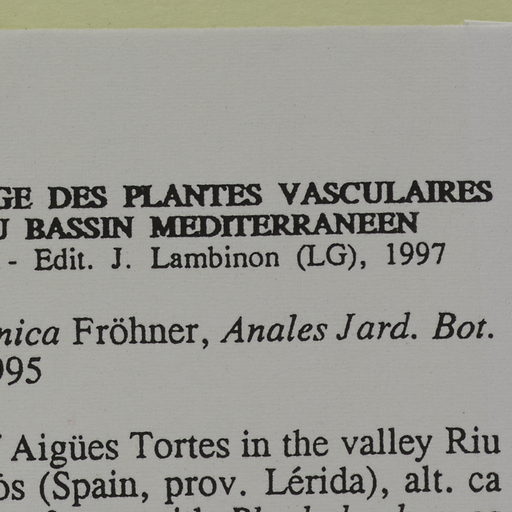 GE DES PLANTES VASCULAIRES
U BASSIN MEDITERRANEEN
- Edit. J. Lambinon (LG), 1997
nica Fröhner, Anales Jard. Bot.
995
Aigües Tortes in the valley Riu
òs (Spain, prov. Lérida), alt. ca